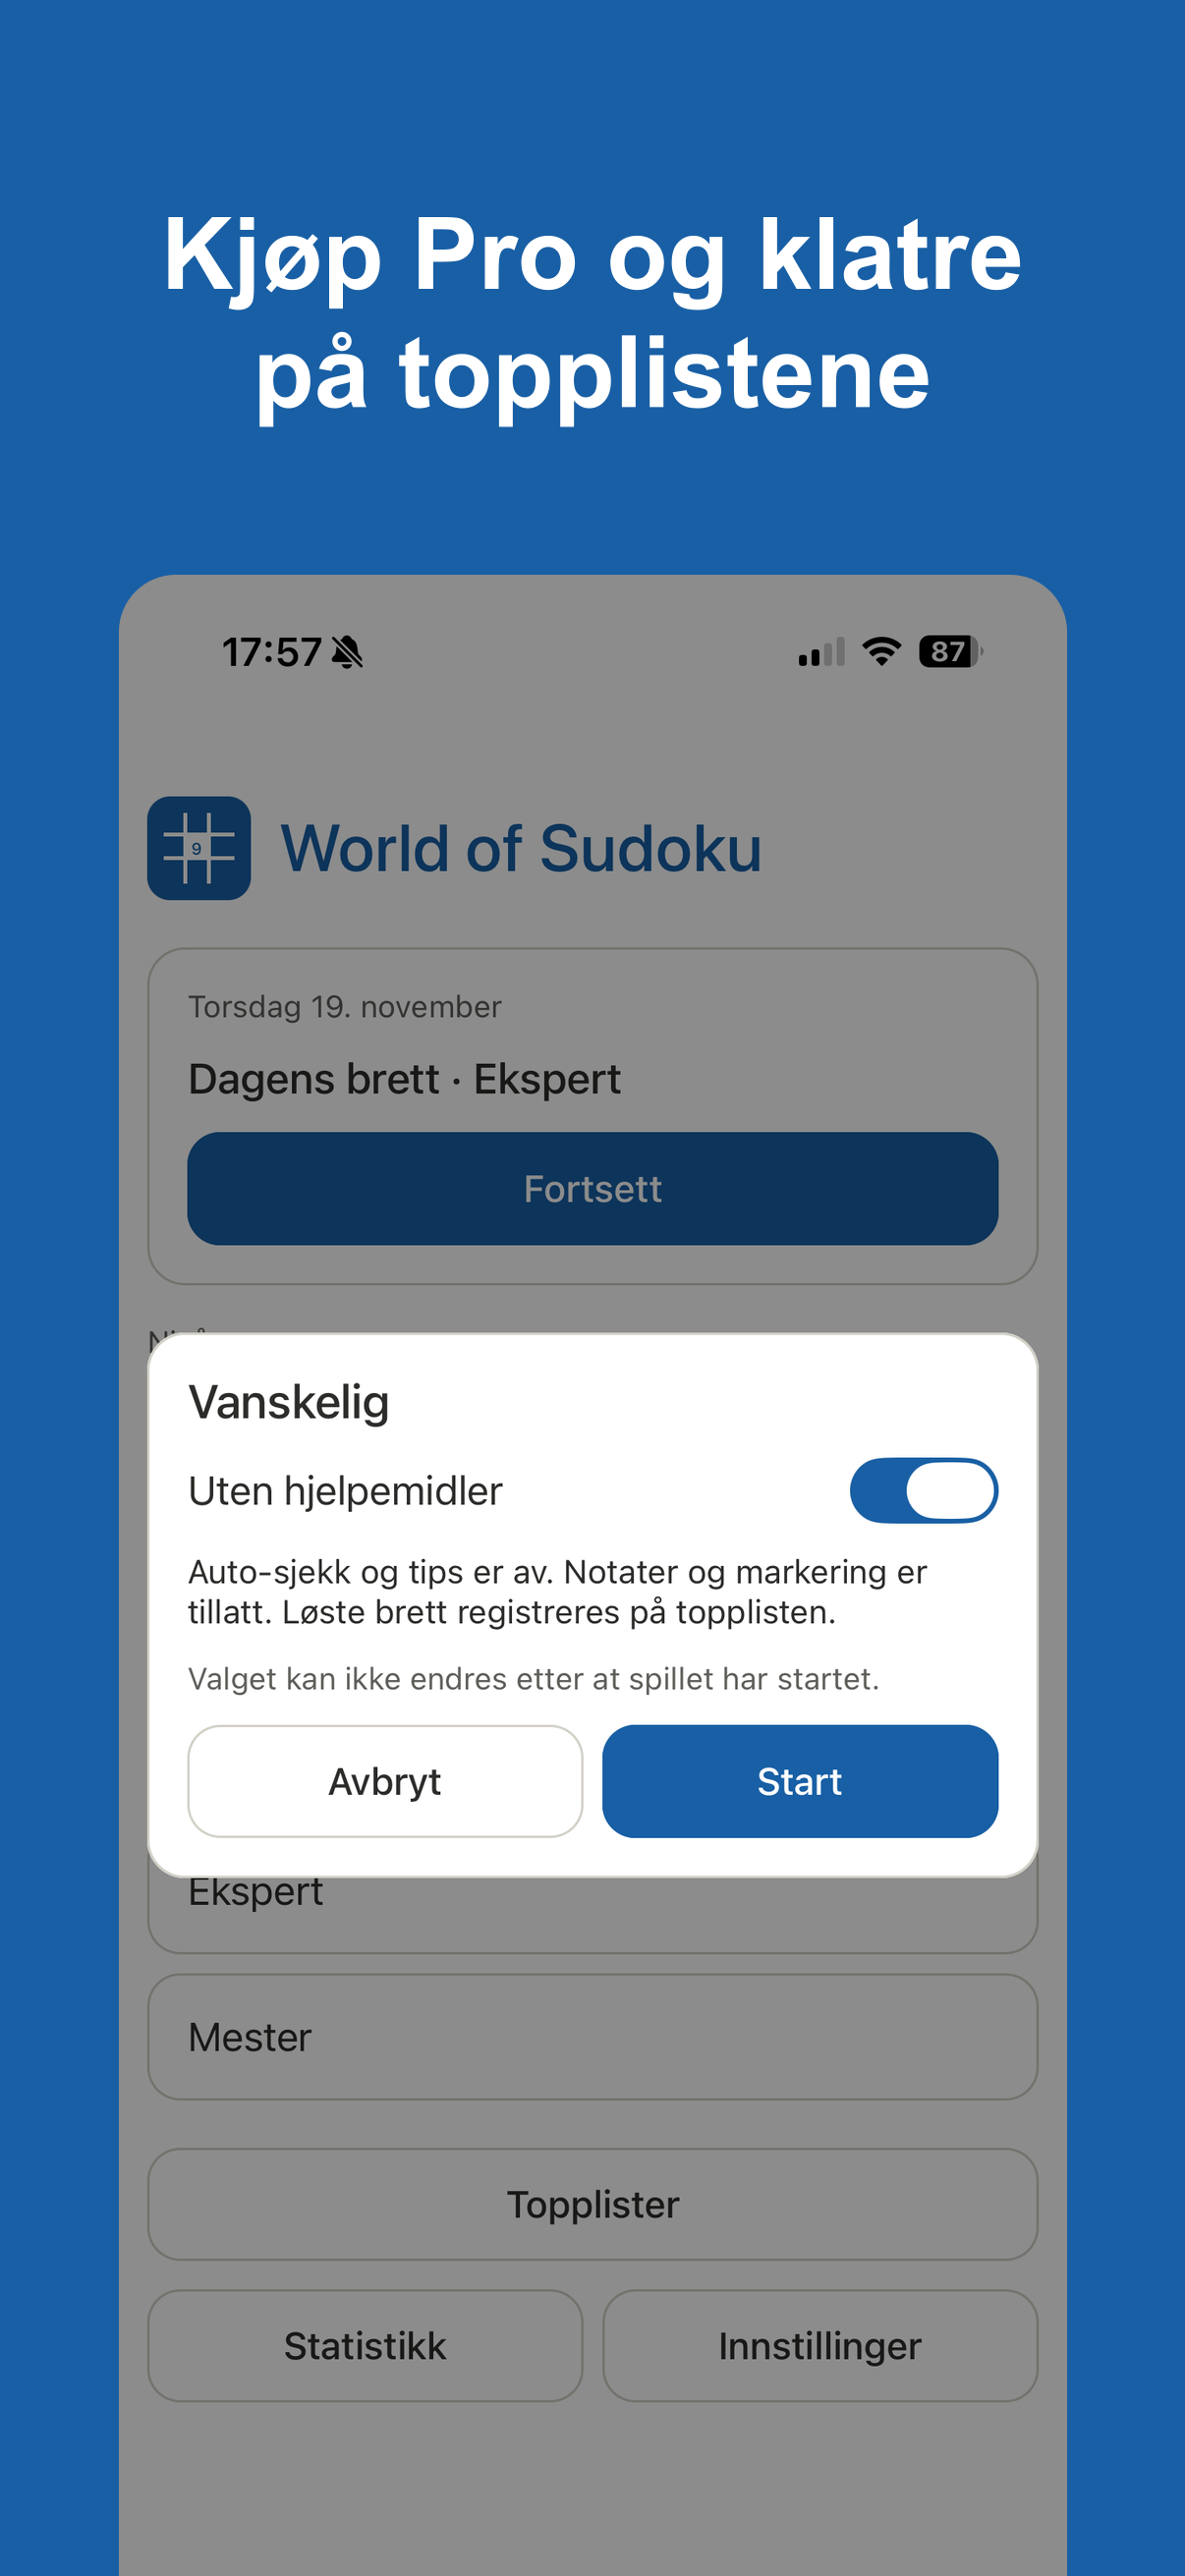 Kjøp Pro og klatre
på topplistene
17:57
87
9
World of Sudoku
Torsdag 19. november
Dagens brett · Ekspert
Fortsett
Vanskelig
Uten hjelpemidler
Auto-sjekk og tips er av. Notater og markering er
tillatt. Løste brett registreres på topplisten.
Valget kan ikke endres etter at spillet har startet.
Avbryt
Start
Ekspert
Mester
Topplister
Statistikk
Innstillinger